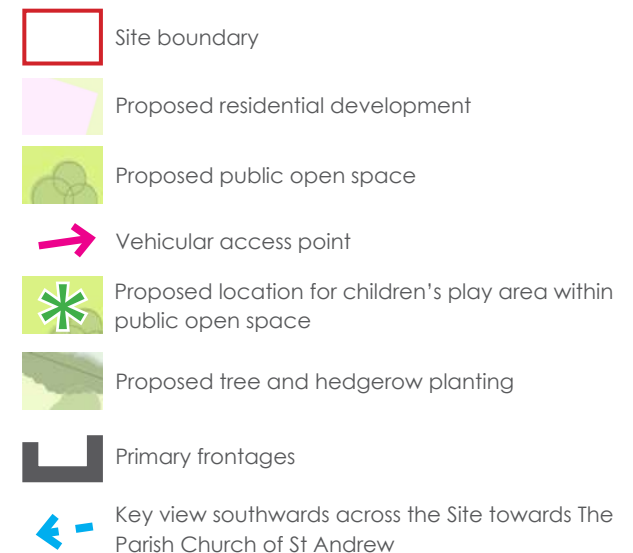 Site boundary
Proposed residential development
Proposed public open space
Vehicular access point
Proposed location for children’s play area within
public open space
Proposed tree and hedgerow planting
Primary frontages
Key view southwards across the Site towards The
Parish Church of St Andrew